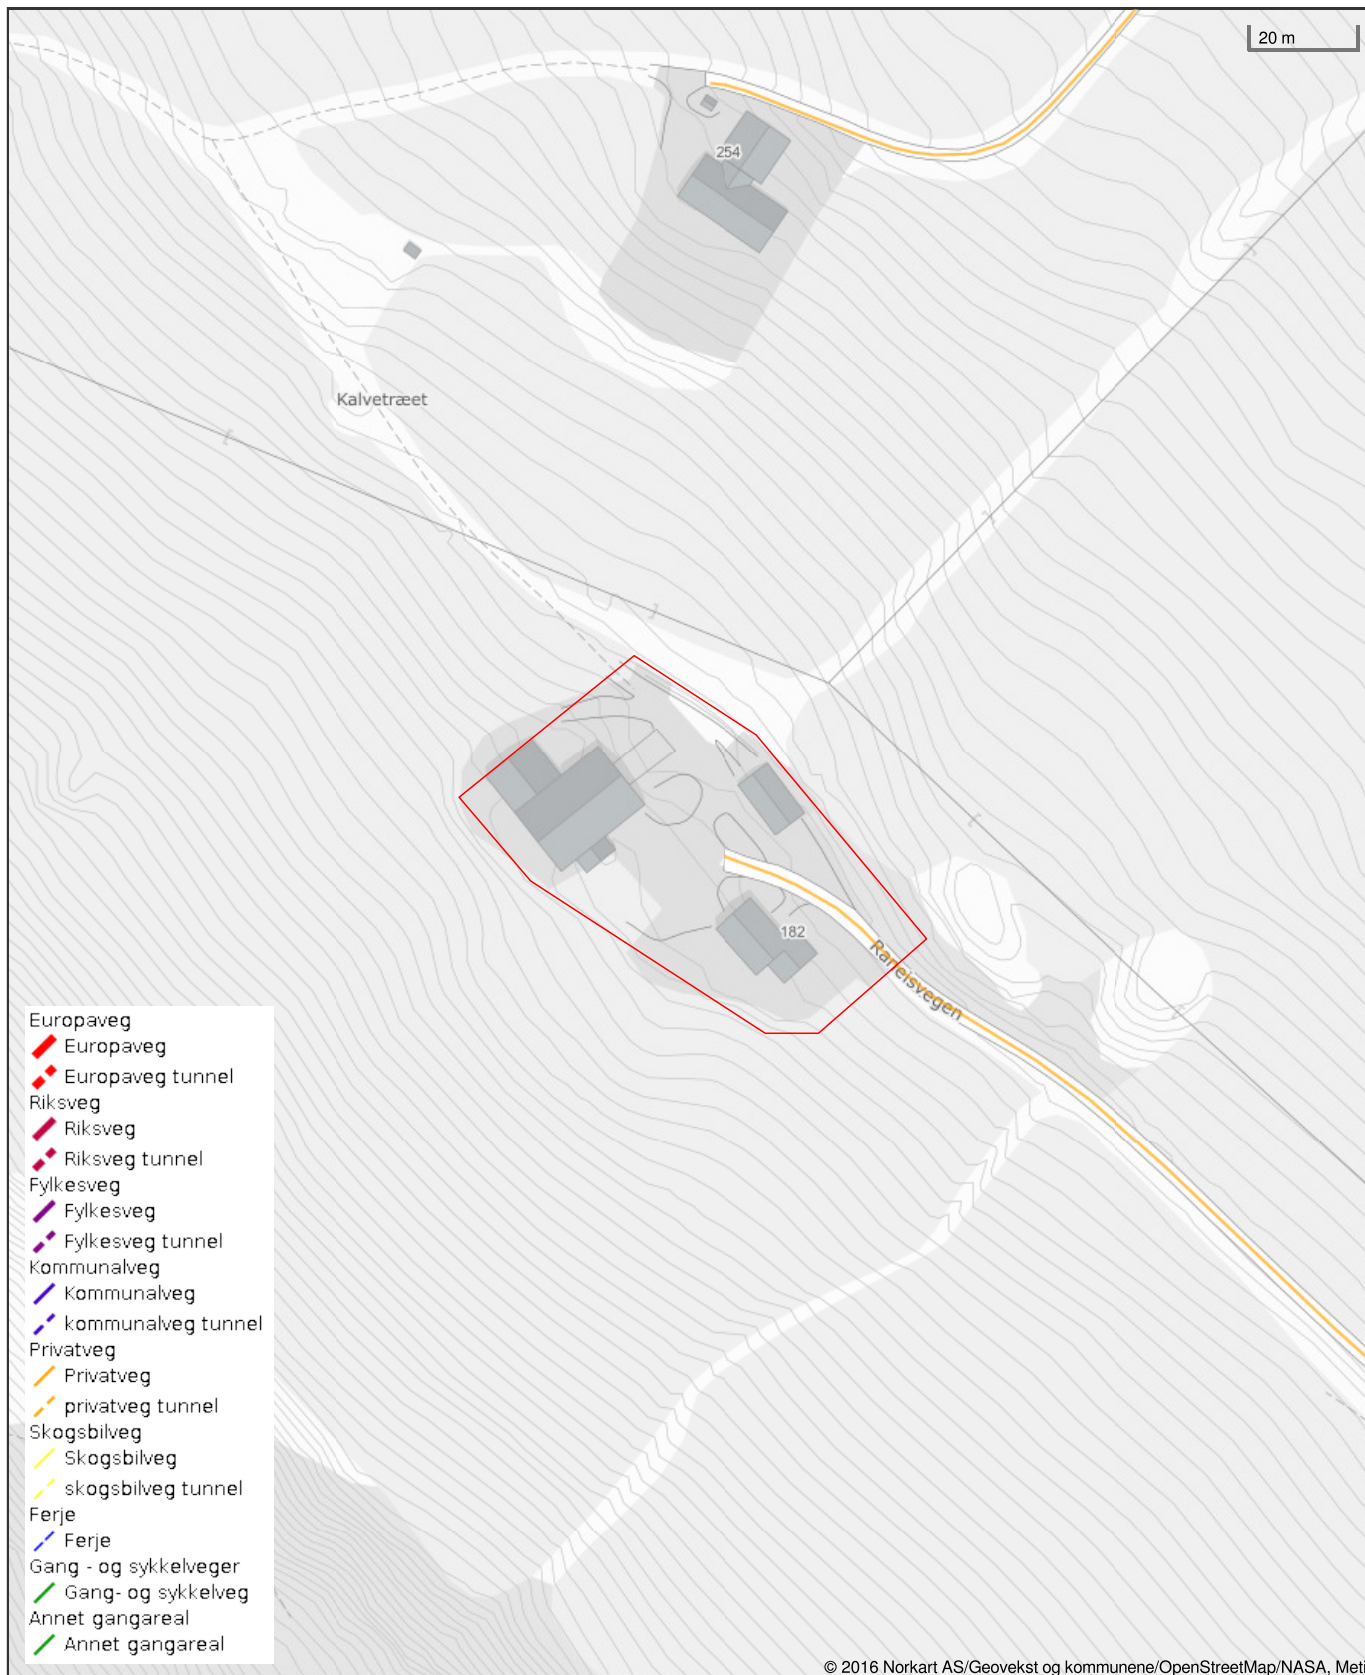 20 m
254
Kalvetræet
182
Europaveg
Europaveg
Europaveg tunnel
Riksveg
Riksveg
Riksveg tunnel
Fylkesveg
Fylkesveg
Fylkesveg tunnel
Kommunalveg
Kommunalveg
kommunalveg tunnel
Privatveg
Privatveg
privatveg tunnel
Skogsbilveg
Skogsbilveg
skogsbilveg tunnel
Ferje
Ferje
Gang - og sykkelveger
Gang- og sykkelveg
Annet gangareal
Annet gangareal
© 2016 Norkart AS/Geovekst og kommunene/OpenStreetMap/NASA, Meti